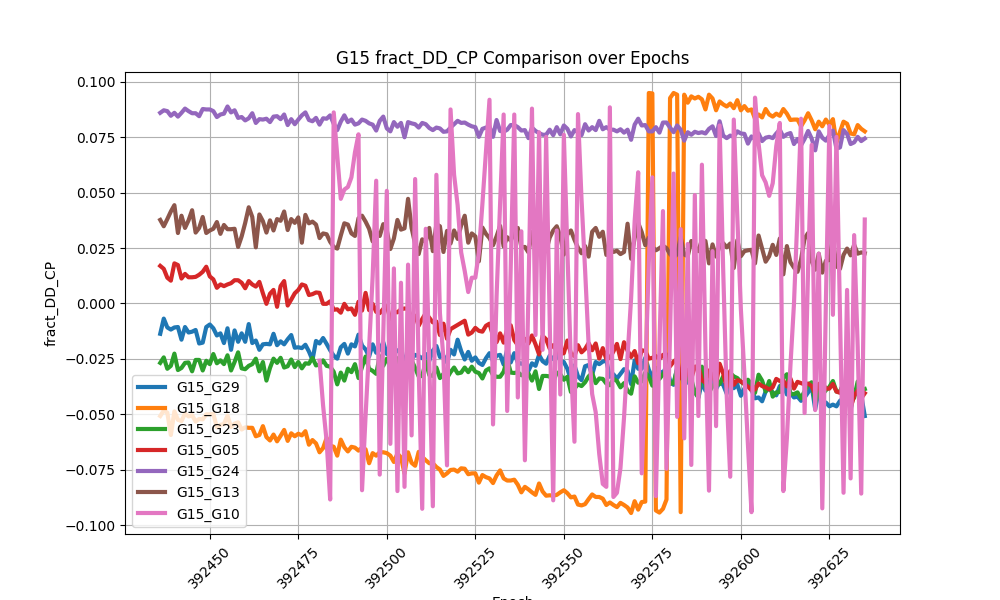 G15 fract_DD_CP Comparison over Epochs
fract_DD_CP
0.100
0.075
0.050
0.025
0.000
−0.025
−0.050
−0.075
−0.100
G15_G29
G15_G18
G15_G23
G15_G05
G15_G24
G15_G13
G15_G10
392450
392475
392500
392525
392550
392575
392600
392625
Epoch